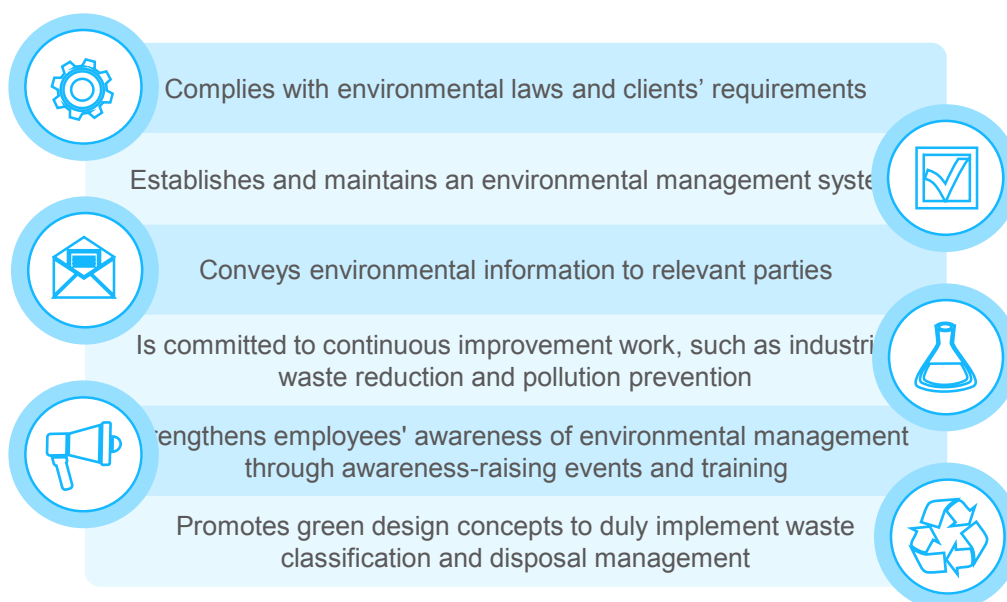 Complies with environmental laws and clients’ requirements
Establishes and maintains an environmental management syste
Conveys environmental information to relevant parties
Is committed to continuous improvement work, such as industri
waste reduction and pollution prevention
rengthens employees' awareness of environmental management
through awareness-raising events and training
Promotes green design concepts to duly implement waste
classification and disposal management